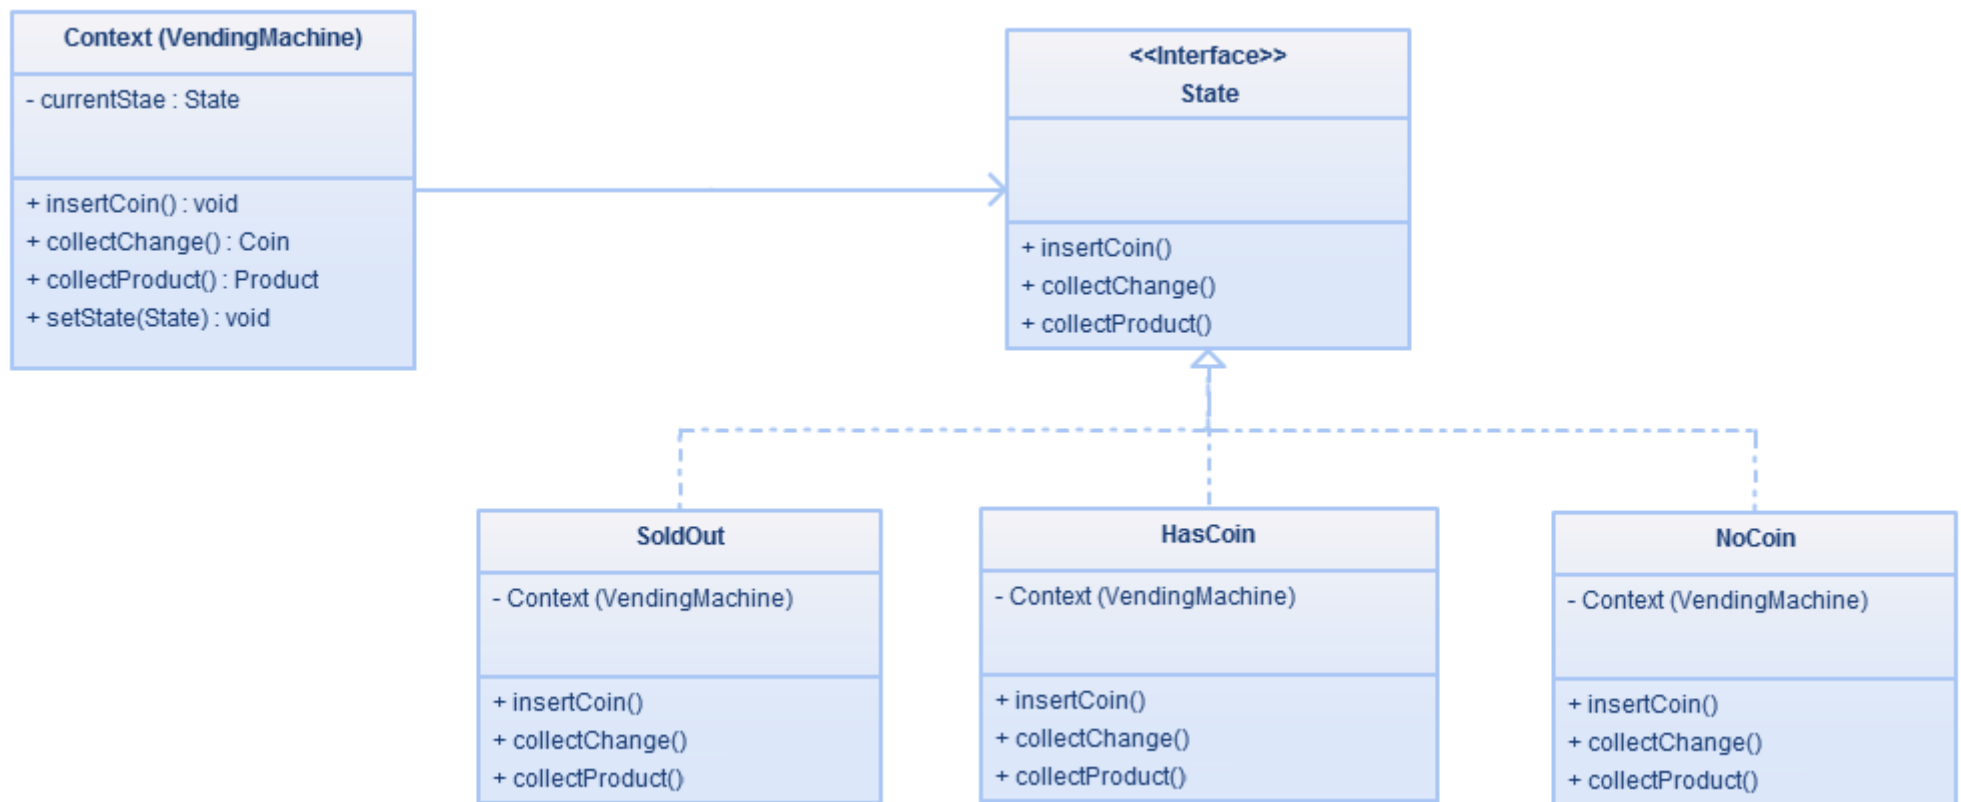 Context (VendingMachine)
- currentStae : State
+ insertCoin() : void
+ collectChange() : Coin
+ collectProduct() : Product
+ setState(State) : void
<<Interface>>
State
+ insertCoin()
+ collectChange()
+ collectProduct()
SoldOut
- Context (VendingMachine)
+ insertCoin()
+ collectChange()
+ collectProduct()
HasCoin
- Context (VendingMachine)
+ insertCoin()
+ collectChange()
+ collectProduct()
NoCoin
- Context (VendingMachine)
+ insertCoin()
+ collectChange()
+ collectProduct()